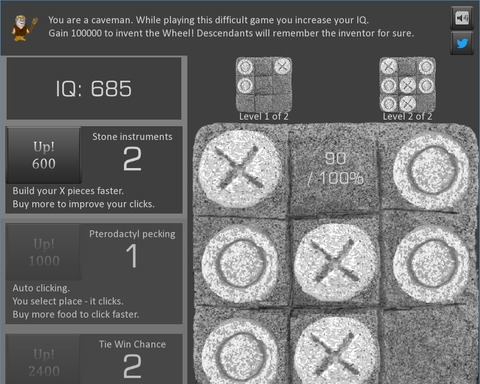 You are a caveman. While playing this difficult game you increase your IQ.
Gain 100000 to invent the Wheel! Descendants will remember the inventor for sure.
IQ: 685
Level 1 of 2
Level 2 of 2
Up!
600
Stone instruments
2
Build your X pieces faster.
Buy more to improve your clicks.
90
/100%
Up!
1000
Pterodactyl pecking
1
Auto clicking.
You select place - it clicks.
Buy more food to click faster.
Up!
2400
Tie Win Chance
2